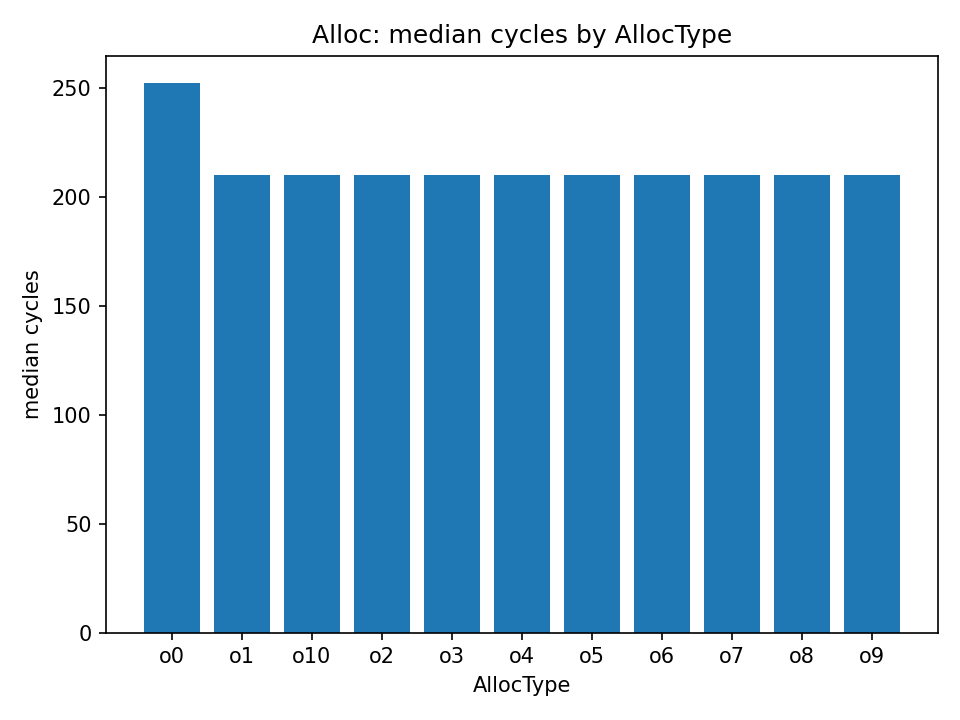 Alloc: median cycles by AllocType
250
200
150
100
50
0
median cycles
o0 o1 o10 o2 o3 o4 o5 o6 o7 o8 o9
AllocType